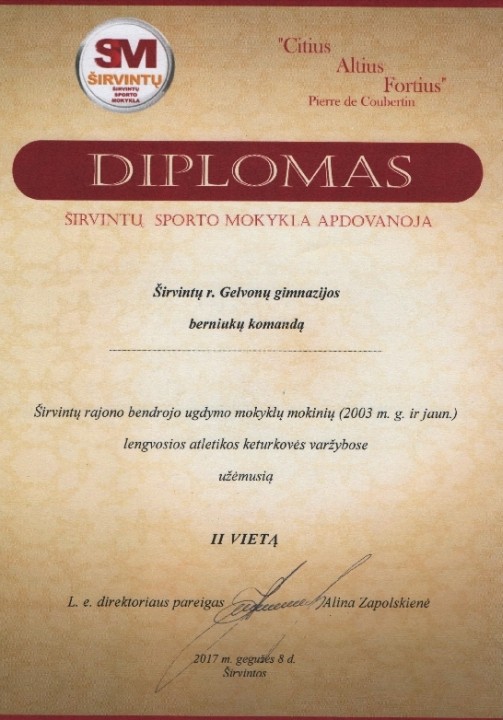 SM
ŠIRVINTŲ
ŠIRVINTŲ
SPORTO
MOKYKLA
"Citius
Altius
Fortius"
Pierre de Coubertin
DIPLOMAS
ŠIRVINTŲ SPORTO MOKYKLA APDOVANOJA
Širvintų r. Gelvonų gimnazijos
berniukų komandą
Širvintų rajono bendrojo ugdymo mokyklų mokinių (2003 m. g. ir jaun.)
lengvosios atletikos keturkovės varžybose
užėmusią
II VIETĄ
L. e. direktoriaus pareigas Alina Zapolskienė
2017 m. gegužės 8 d.
Širvintos